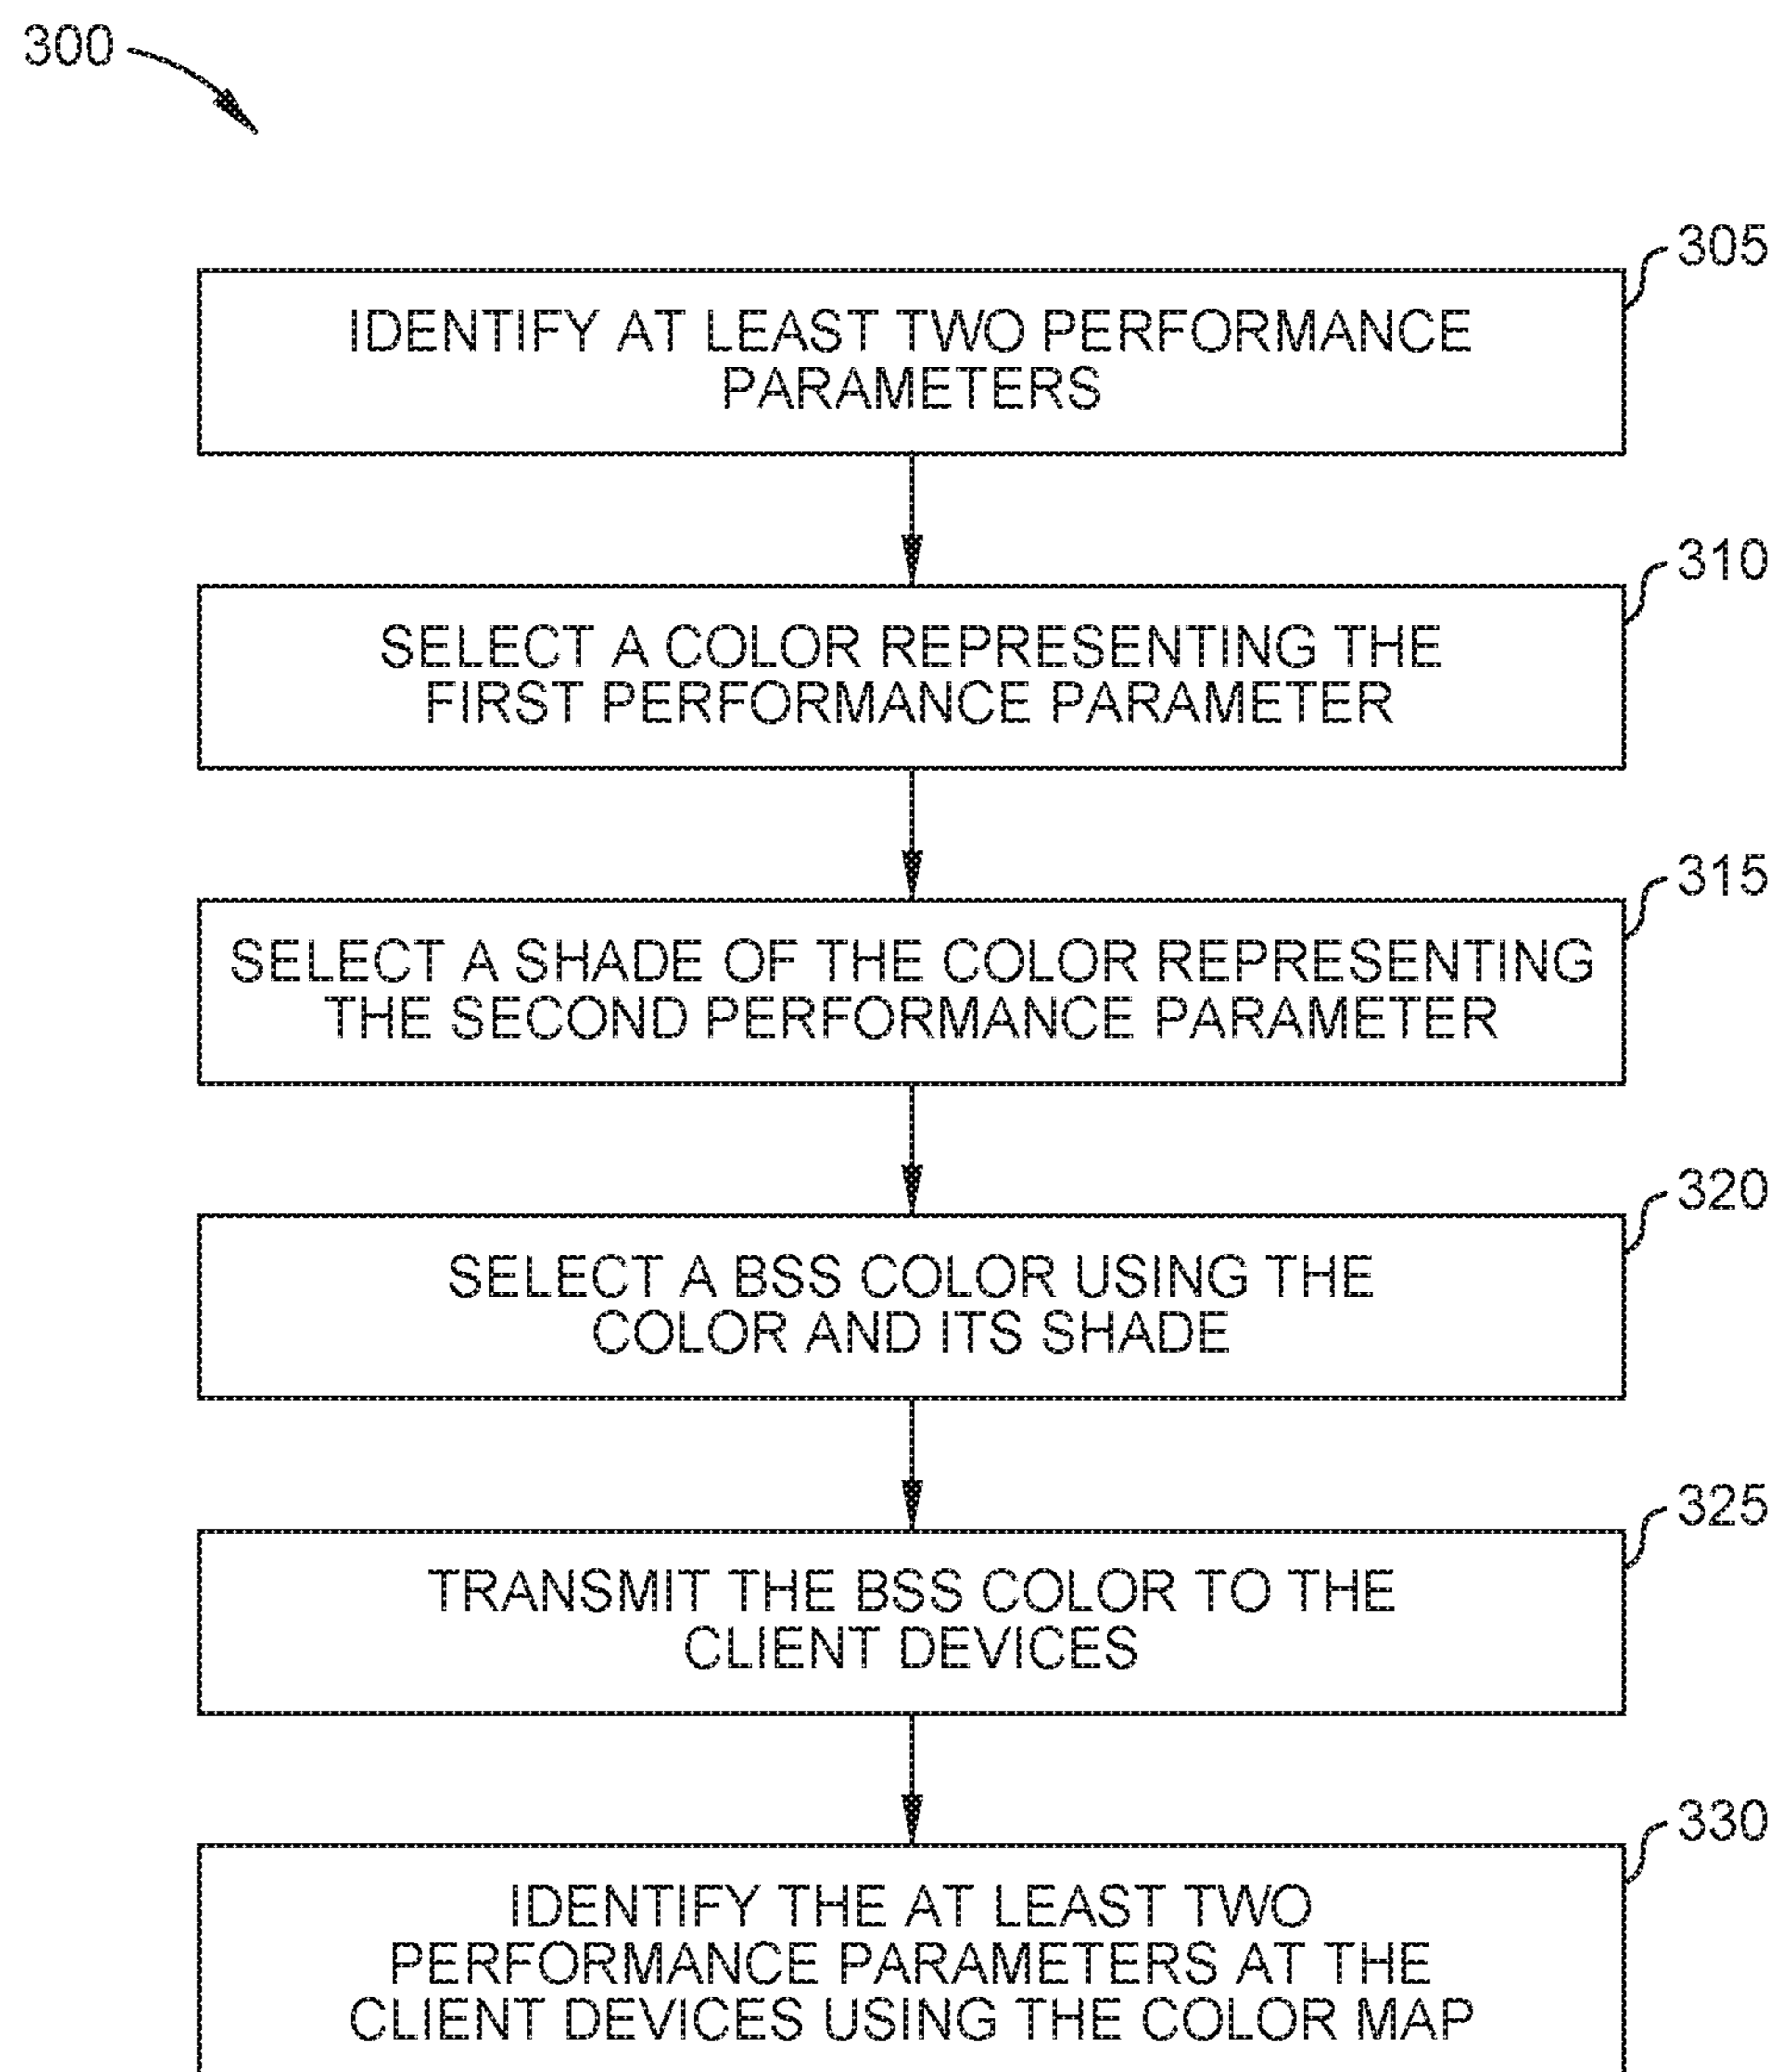 300
305
IDENTIFY AT LEAST TWO PERFORMANCE
PARAMETERS
310
SELECT A COLOR REPRESENTING THE
FIRST PERFORMANCE PARAMETER
315
SELECT A SHADE OF THE COLOR REPRESENTING
THE SECOND PERFORMANCE PARAMETER
320
SELECT A BSS COLOR USING THE
COLOR AND ITS SHADE
325
TRANSMIT THE BSS COLOR TO THE
CLIENT DEVICES
330
IDENTIFY THE AT LEAST TWO
PERFORMANCE PARAMETERS AT THE
CLIENT DEVICES USING THE COLOR MAP